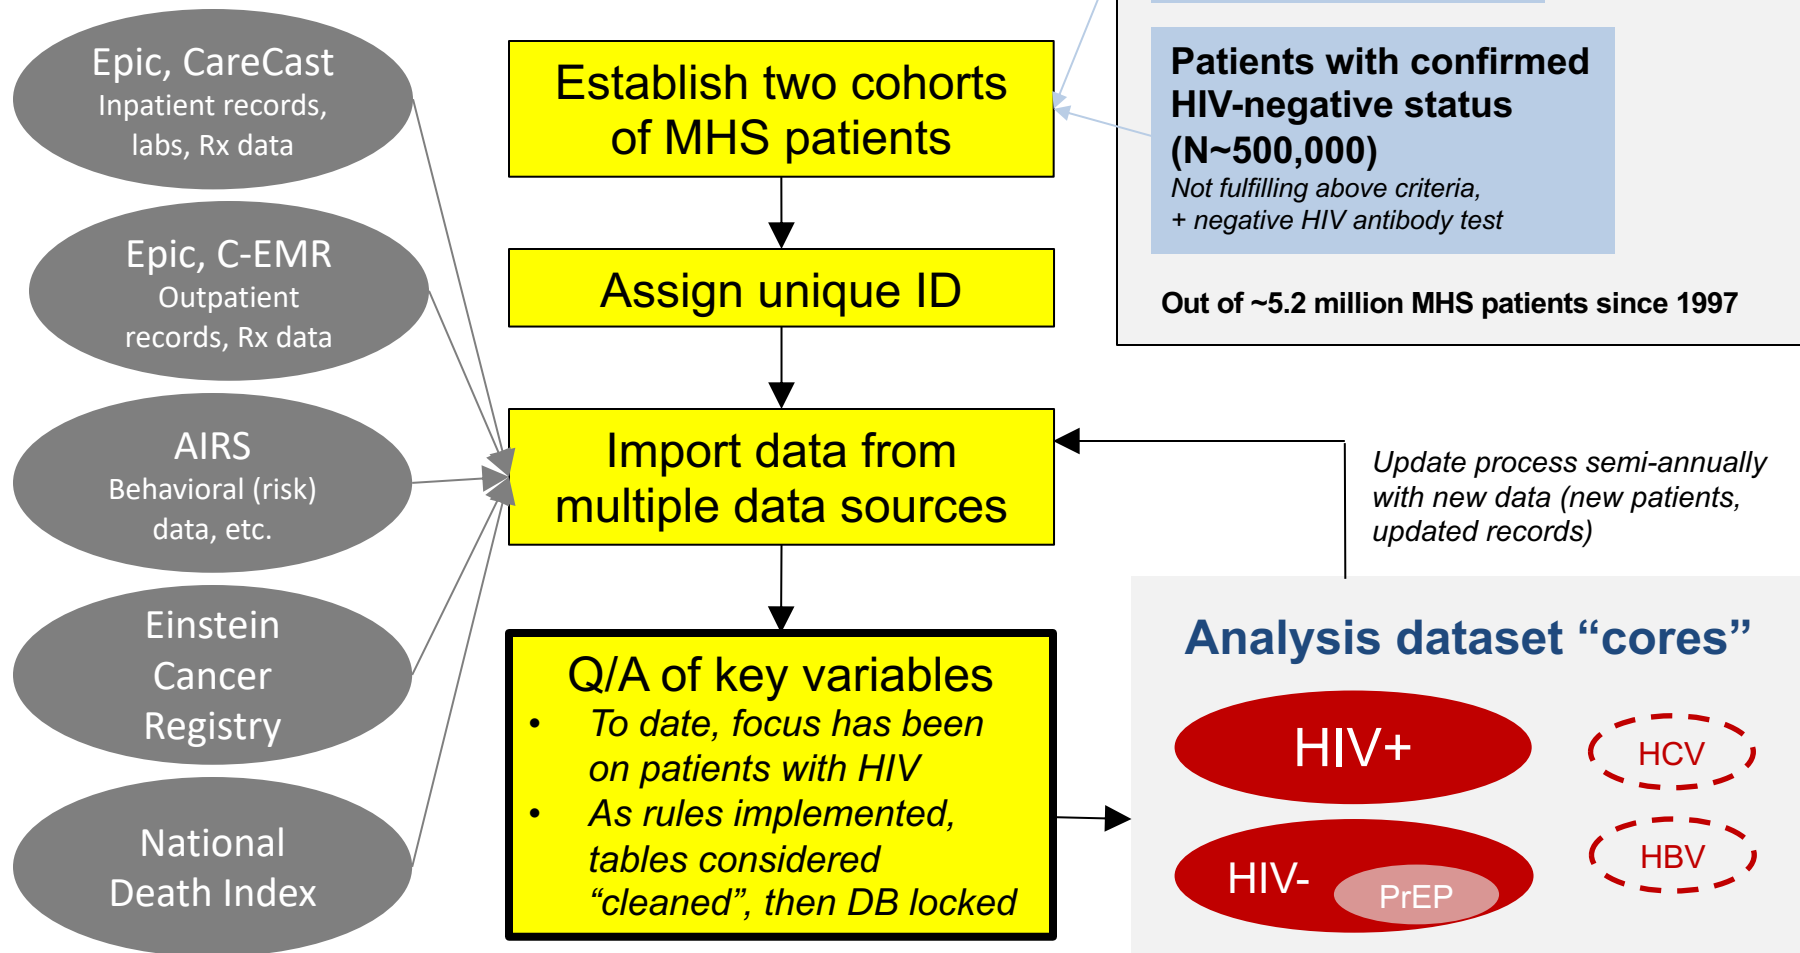 Epic, CareCast
Inpatient records,
labs, Rx data
Epic, C-EMR
Outpatient
records, Rx data
AIRS
Behavioral (risk)
data, etc.
Einstein
Cancer
Registry
National
Death Index
Establish two cohorts
of MHS patients
Assign unique ID
Import data from
multiple data sources
Q/A of key variables
• To date, focus has been
on patients with HIV
• As rules implemented,
tables considered
“cleaned”, then DB locked
Patients with confirmed
HIV-negative status
(N~500,000)
Not fulfilling above criteria,
+ negative HIV antibody test
Out of ~5.2 million MHS patients since 1997
Update process semi-annually
with new data (new patients,
updated records)
Analysis dataset “cores”
HIV+
HCV
HIV-
PrEP
HBV